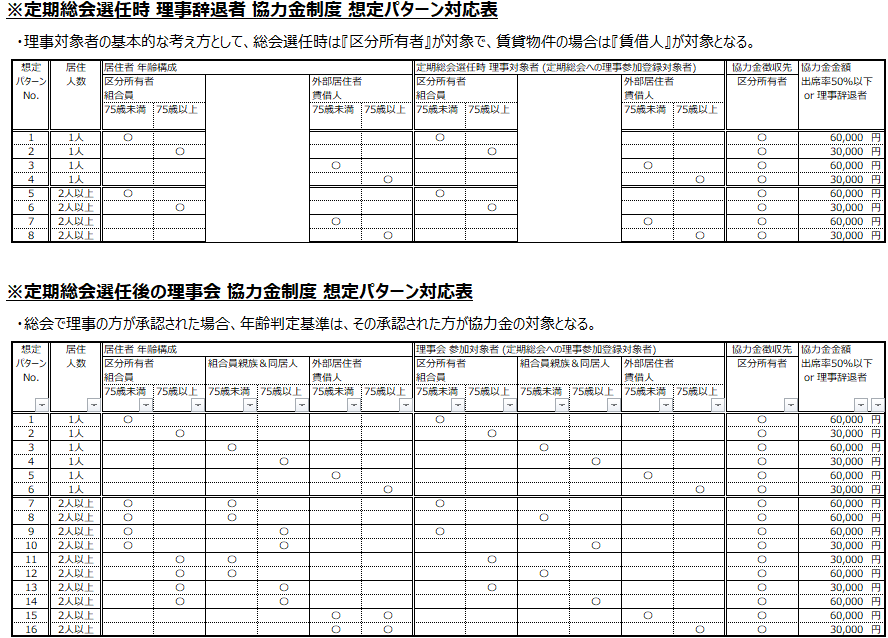 ※定期総会選任時 理事辞退者 協力金制度 想定パターン対応表
・理事対象者の基本的な考え方として、総会選任時は『区分所有者』が対象で、賃貸物件の場合は『賃借人』が対象となる。
想定 居住 居住者 年齢構成 定期総会選任時 理事対象者 (定期総会への理事参加登録対象者) 協力金徴収先 協力金金額
パターン 人数 区分所有者 外部居住者 区分所有者 外部居住者 区分所有者 出席率50%以下
No. 組合員 賃借人 組合員 賃借人 or 理事辞退者
75歳未満 75歳以上 75歳未満 75歳以上 75歳未満 75歳以上 75歳未満 75歳以上
1 1人 ○ ○ ○ 60,000 円
2 1人 ○ ○ ○ 30,000 円
3 1人 ○ ○ ○ 60,000 円
4 1人 ○ ○ ○ 30,000 円
5 2人以上 ○ ○ ○ 60,000 円
6 2人以上 ○ ○ ○ 30,000 円
7 2人以上 ○ ○ ○ 60,000 円
8 2人以上 ○ ○ ○ 30,000 円
※定期総会選任後の理事会 協力金制度 想定パターン対応表
・総会で理事の方が承認された場合、年齢判定基準は、その承認された方が協力金の対象となる。
想定 居住 居住者 年齢構成 理事会 参加対象者 (定期総会への理事参加登録対象者) 協力金徴収先 協力金金額
パターン 人数 区分所有者 組合員親族＆同居人 外部居住者 区分所有者 組合員親族＆同居人 外部居住者 区分所有者 出席率50%以下
No. 組合員 賃借人 組合員 賃借人 or 理事辞退者
75歳未満 75歳以上 75歳未満 75歳以上 75歳未満 75歳以上 75歳未満 75歳以上 75歳未満 75歳以上 75歳未満 75歳以上
1 1人 ○ ○ ○ 60,000 円
2 1人 ○ ○ ○ 30,000 円
3 1人 ○ ○ ○ 60,000 円
4 1人 ○ ○ ○ 30,000 円
5 1人 ○ ○ ○ 60,000 円
6 1人 ○ ○ ○ 30,000 円
7 2人以上 ○ ○ ○ ○ 60,000 円
8 2人以上 ○ ○ ○ ○ 60,000 円
9 2人以上 ○ ○ ○ ○ 60,000 円
10 2人以上 ○ ○ ○ ○ 30,000 円
11 2人以上 ○ ○ ○ ○ 30,000 円
12 2人以上 ○ ○ ○ ○ 60,000 円
13 2人以上 ○ ○ ○ ○ 30,000 円
14 2人以上 ○ ○ ○ ○ 60,000 円
15 2人以上 ○ ○ ○ ○ 60,000 円
16 2人以上 ○ ○ ○ ○ 30,000 円